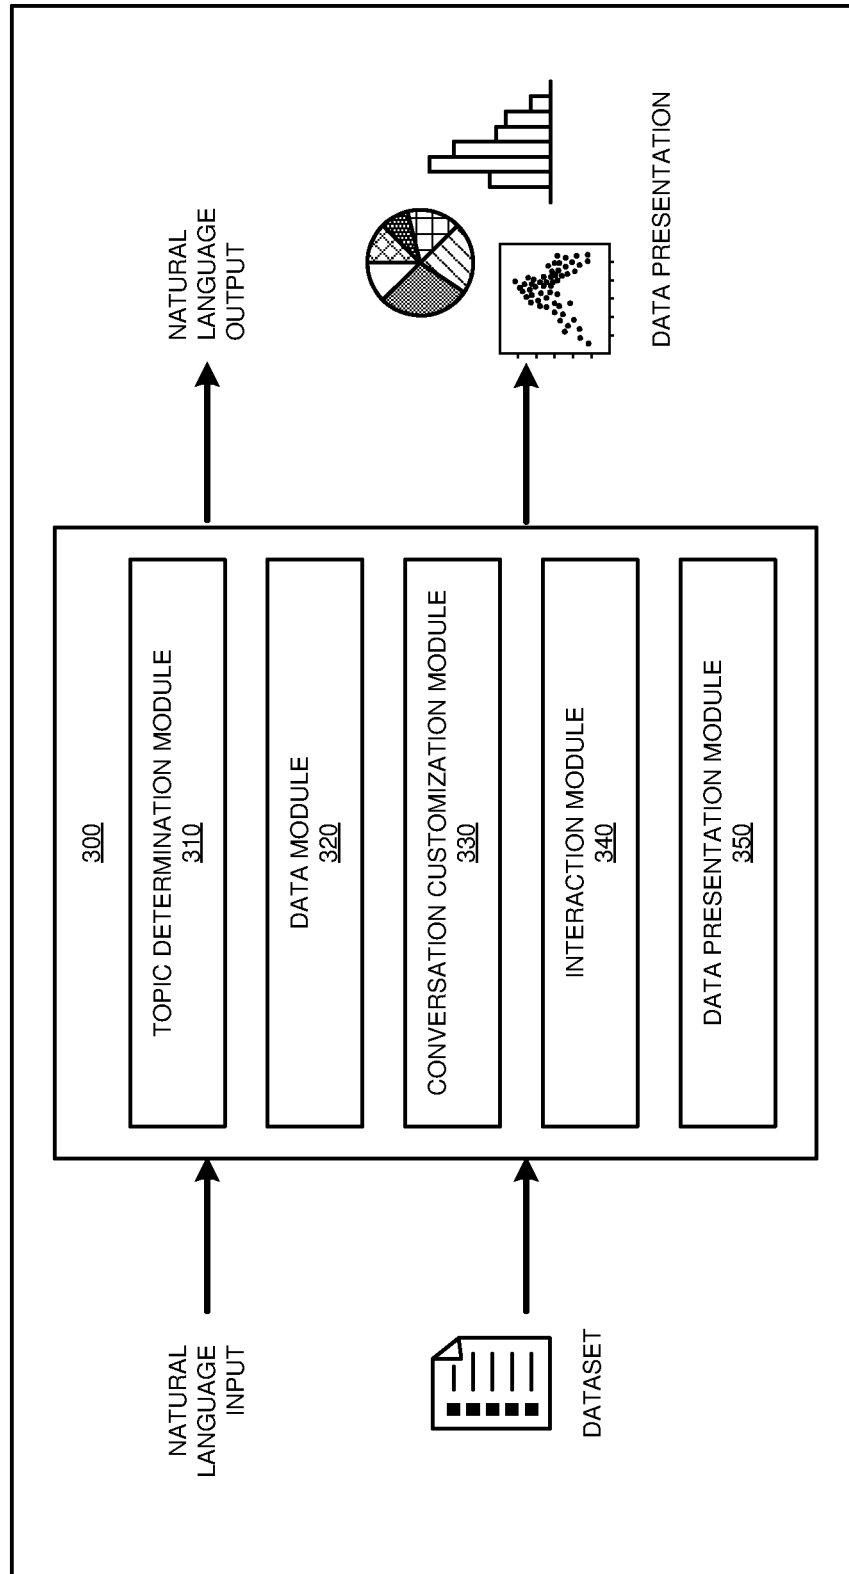 NATURAL
LANGUAGE
INPUT
DATASET
300
TOPIC DETERMINATION MODULE
310
DATA MODULE
320
CONVERSATION CUSTOMIZATION MODULE
330
INTERACTION MODULE
340
DATA PRESENTATION MODULE
350
NATURAL
LANGUAGE
OUTPUT
DATA PRESENTATION